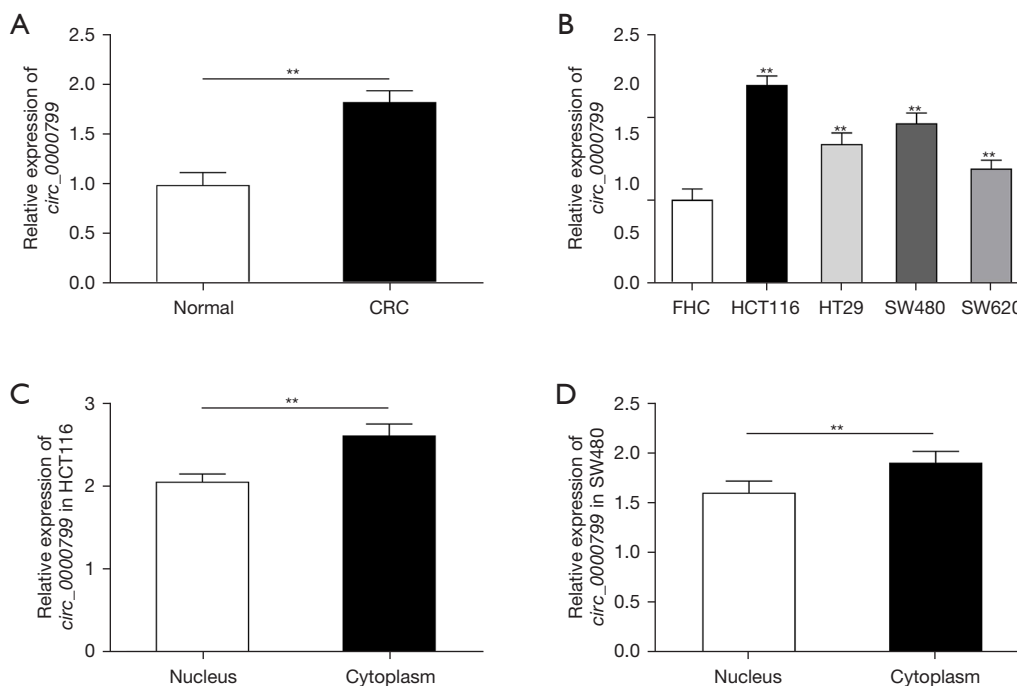 A
Relative expression of
circ_0000799
2.5
2.0
1.5
1.0
0.5
0.0
**
Normal
CRC
B
Relative expression of
circ_0000799
2.5
2.0
1.5
1.0
0.5
0.0
**
**
**
**
FHC
HCT116
HT29
SW480
SW620
C
Relative expression of
circ_0000799 in HCT116
3
2
1
0
**
Nucleus
Cytoplasm
D
Relative expression of
circ_0000799 in SW480
2.5
2.0
1.5
1.0
0.5
0.0
**
Nucleus
Cytoplasm